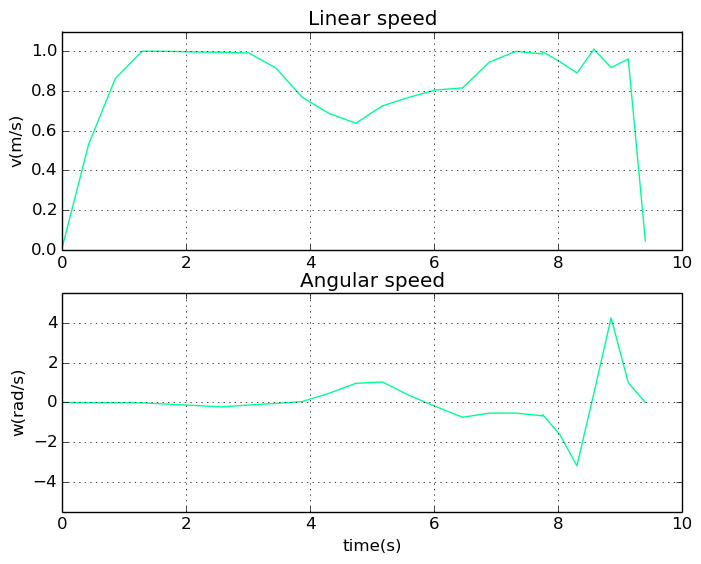 Linear speed
v(m/s)
1.0
0.8
0.6
0.4
0.2
0.0
0 2 4 6 8 10
Angular speed
w(rad/s)
4
2
0
−2
−4
0 2 4 6 8 10
time(s)